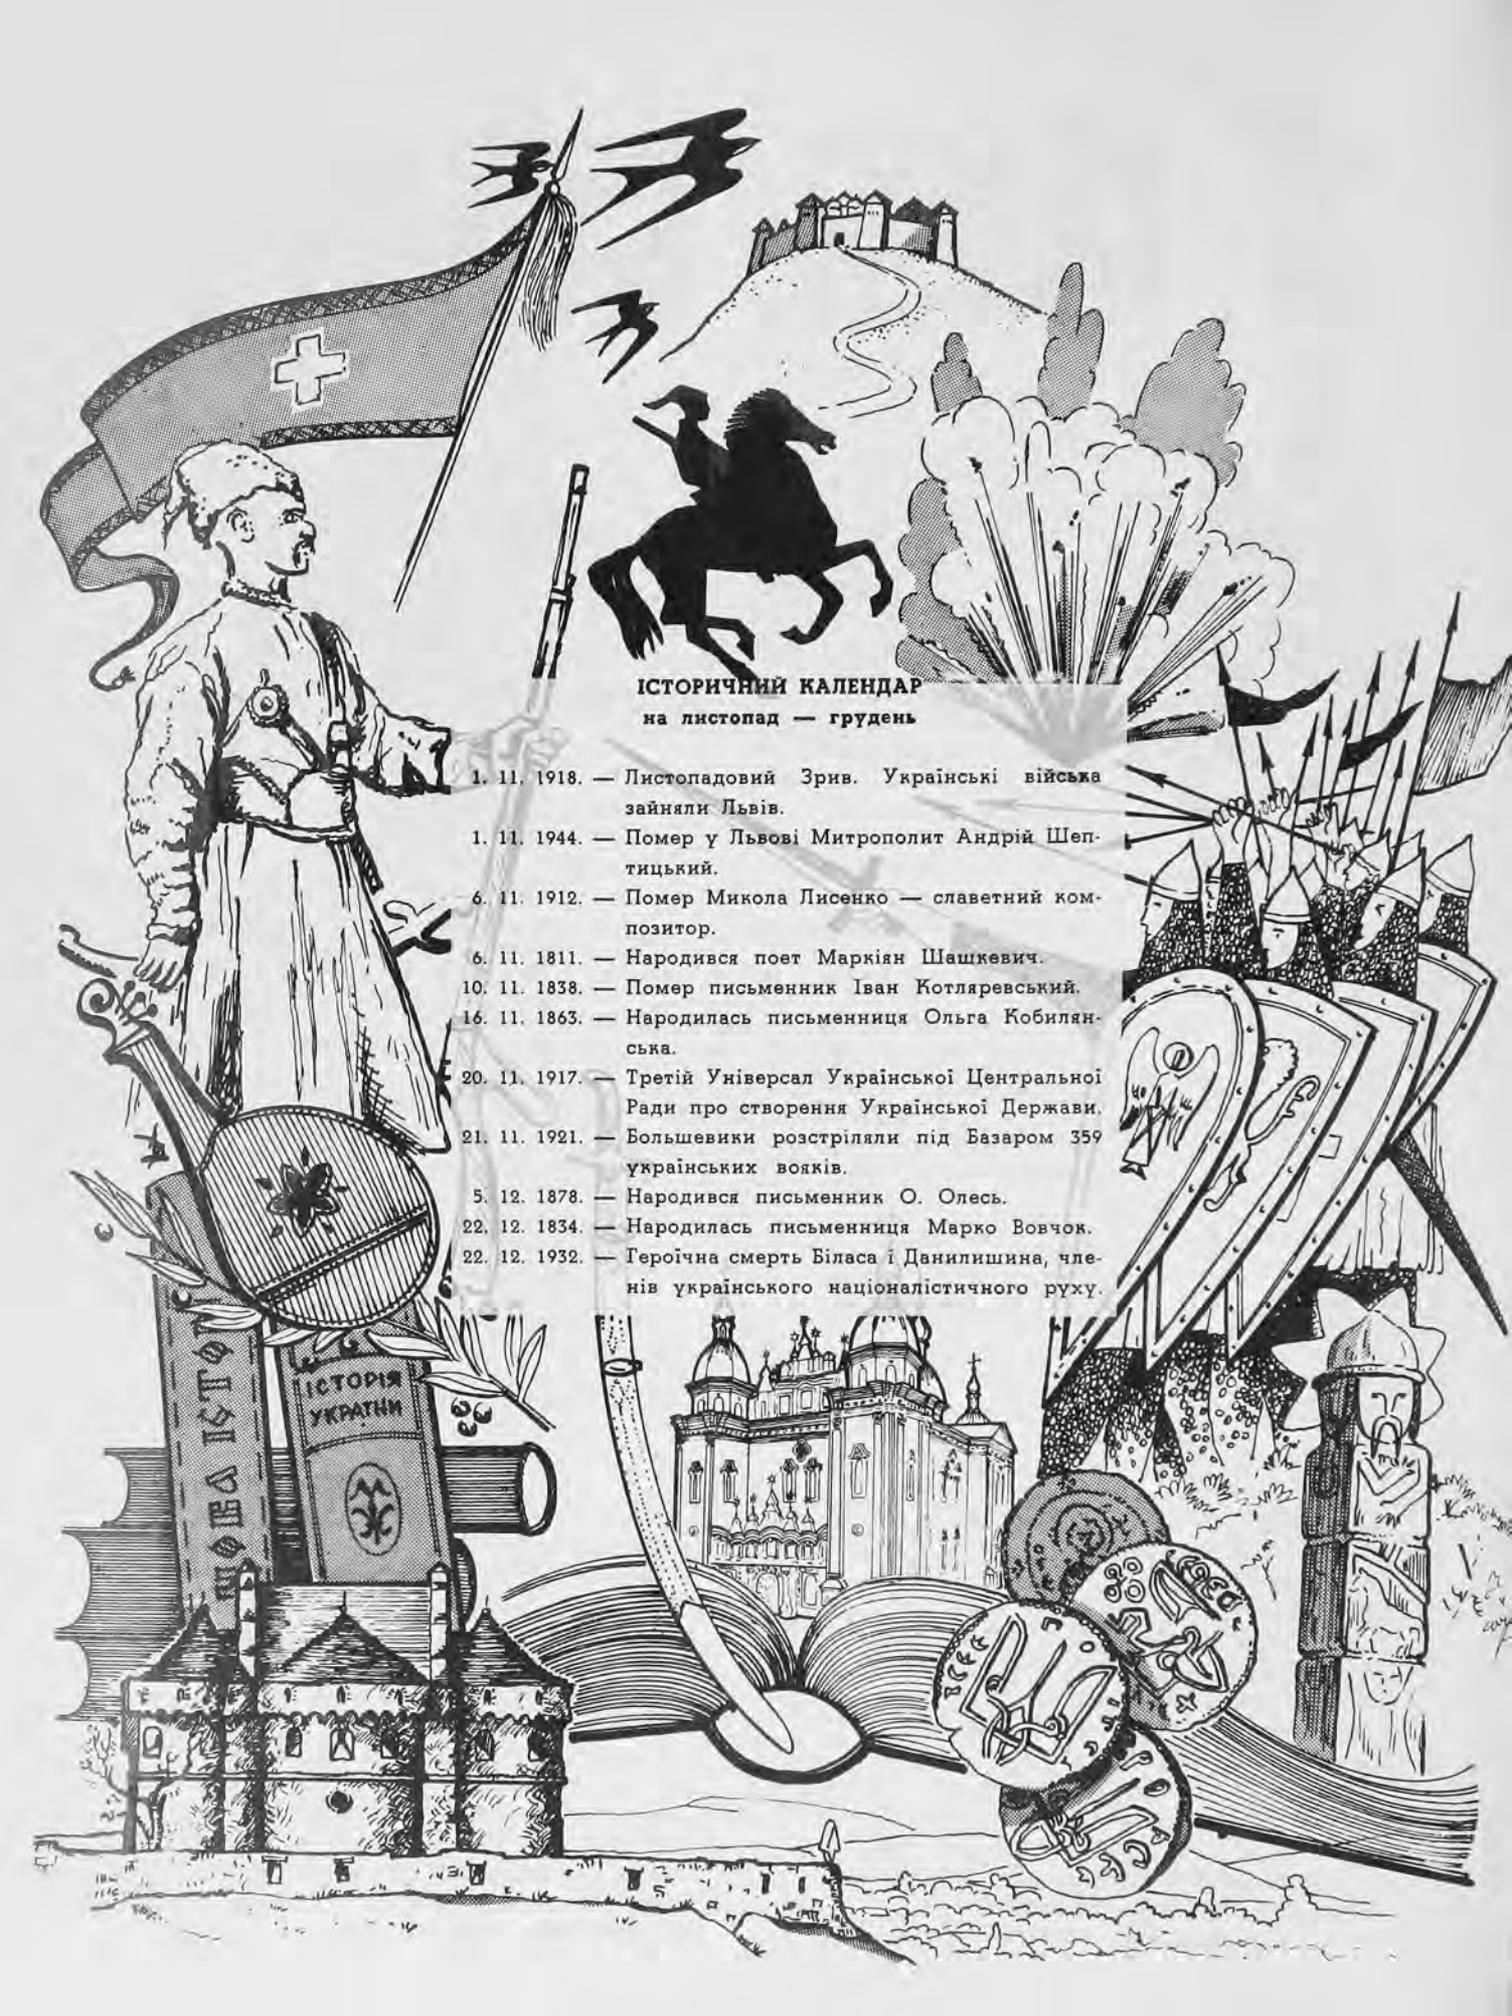 ІСТОРИЧНИЙ КАЛЕНДАР
на листопад — грудень
1. 11. 1918. — Листопадовий Зрив. Українські війська
зайняли Львів.
1. 11. 1944. — Помер у Львові Митрополит Андрій Шеп-
тицький.
6. 11. 1912. — Помер Микола Лисенко — славетний ком-
позитор.
6. 11. 1811. — Народився поет Маркіян Шашкевич.
10. 11. 1838. — Помер письменник Іван Котляревський.
16. 11. 1863. — Народилась письменниця Ольга Кобилян-
ська.
20. 11. 1917. — Третій Універсал Української Центральної
Ради про створення Української Держави.
21. 11. 1921. — Большевики розстріляли під Базаром 359
українських вояків.
5. 12. 1878. — Народився письменник О. Олесь.
22. 12. 1834. — Народилась письменниця Марко Вовчок.
22. 12. 1932. — Героїчна смерть Біласа і Данилишина, чле-
нів українського націоналістичного руху.
ІСТОРІЯ
УКРАЇНИ